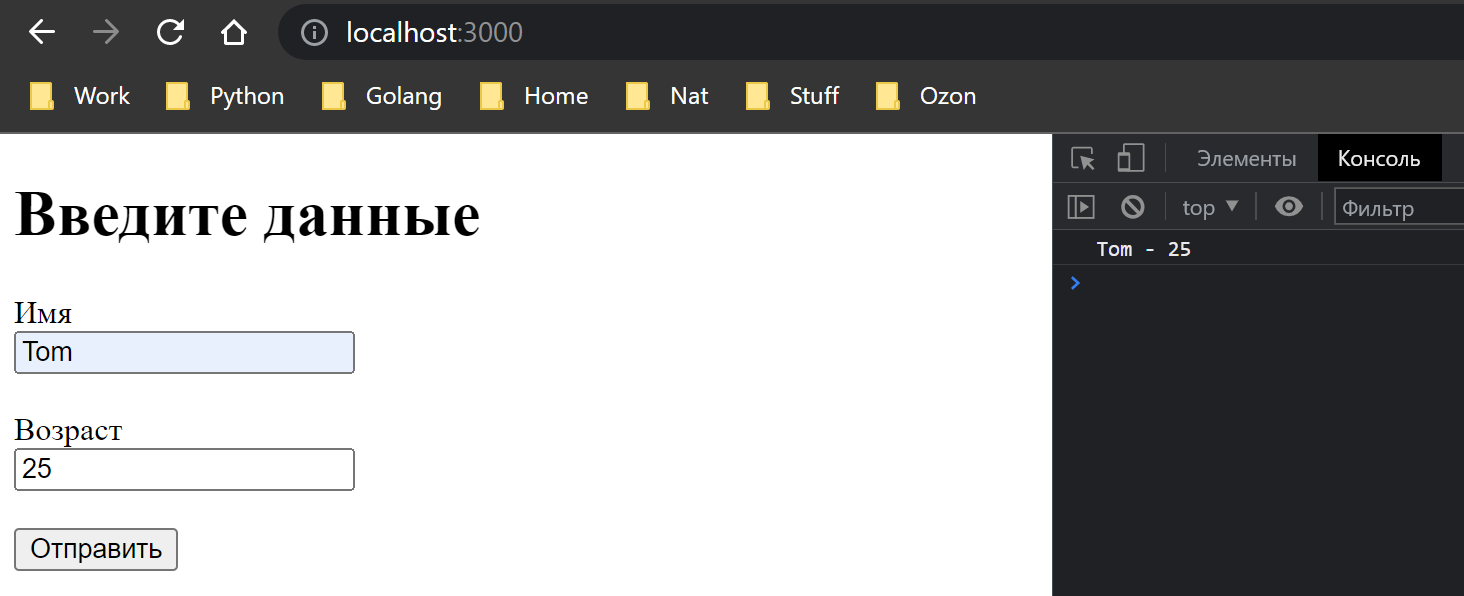 localhost:3000
Work Python Golang Home Nat Stuff Ozon
Элементы Консоль
top Фильтр
Tom - 25
Введите данные
Имя
Tom
Возраст
25
Отправить